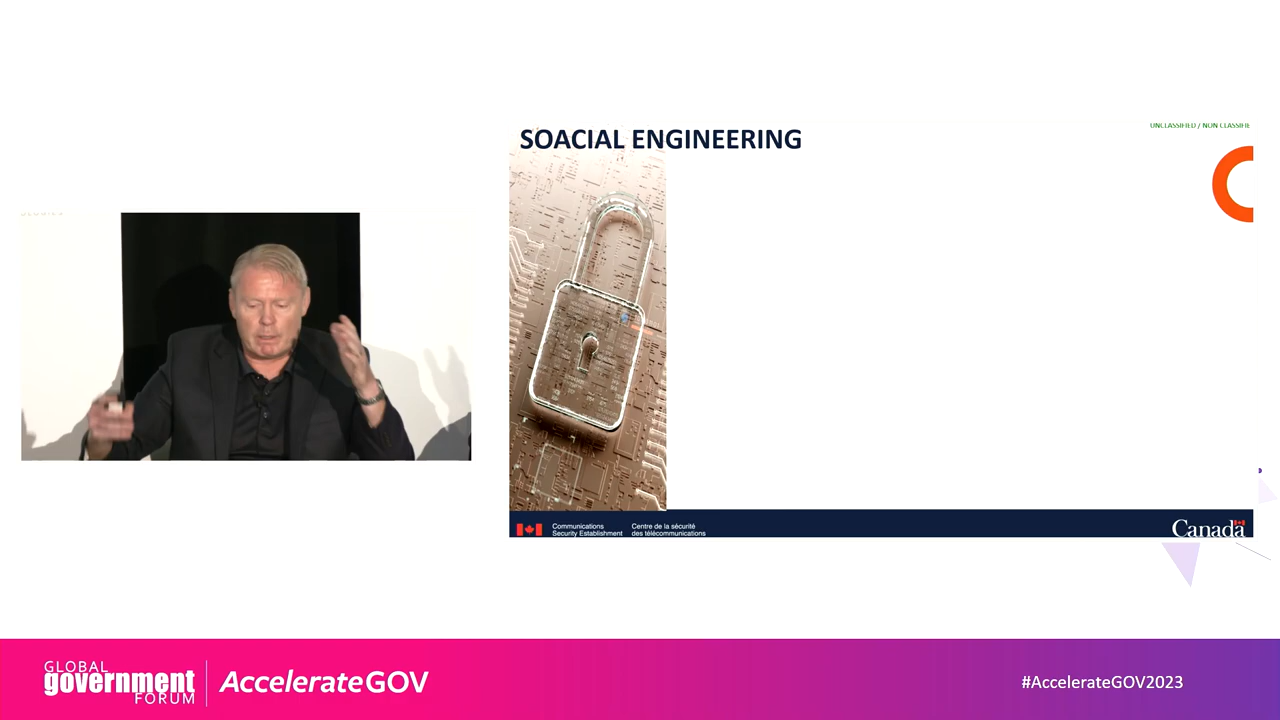 SOACIAL ENGINEERING
UNCLASSIFIED / NON CLASSIFIE
Communications
Security Establishment
Centre de la sécurité
des télécommunications
Canada
GLOBAL
government
FORUM
AccelerateGOV
#AccelerateGOV2023